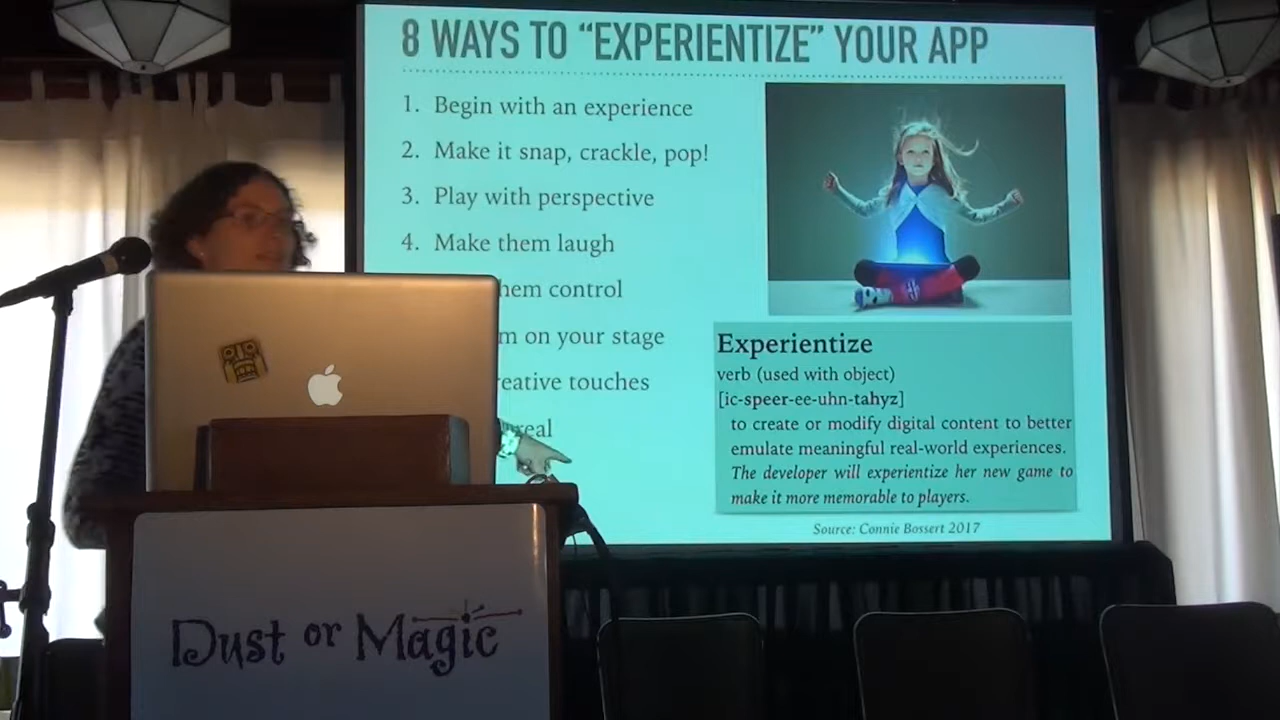 8 WAYS TO “EXPERIENTIZE” YOUR APP
1. Begin with an experience
2. Make it snap, crackle, pop!
3. Play with perspective
4. Make them laugh
control
on your stage
touches
real
Experientize
verb (used with object)
[ic-speer-ee-uhn-tahyz]
to create or modify digital content to better
emulate meaningful real-world experiences.
The developer will experientize her new game to
make it more memorable to players.
Source: Connie Bossert 2017
Dust or Magic